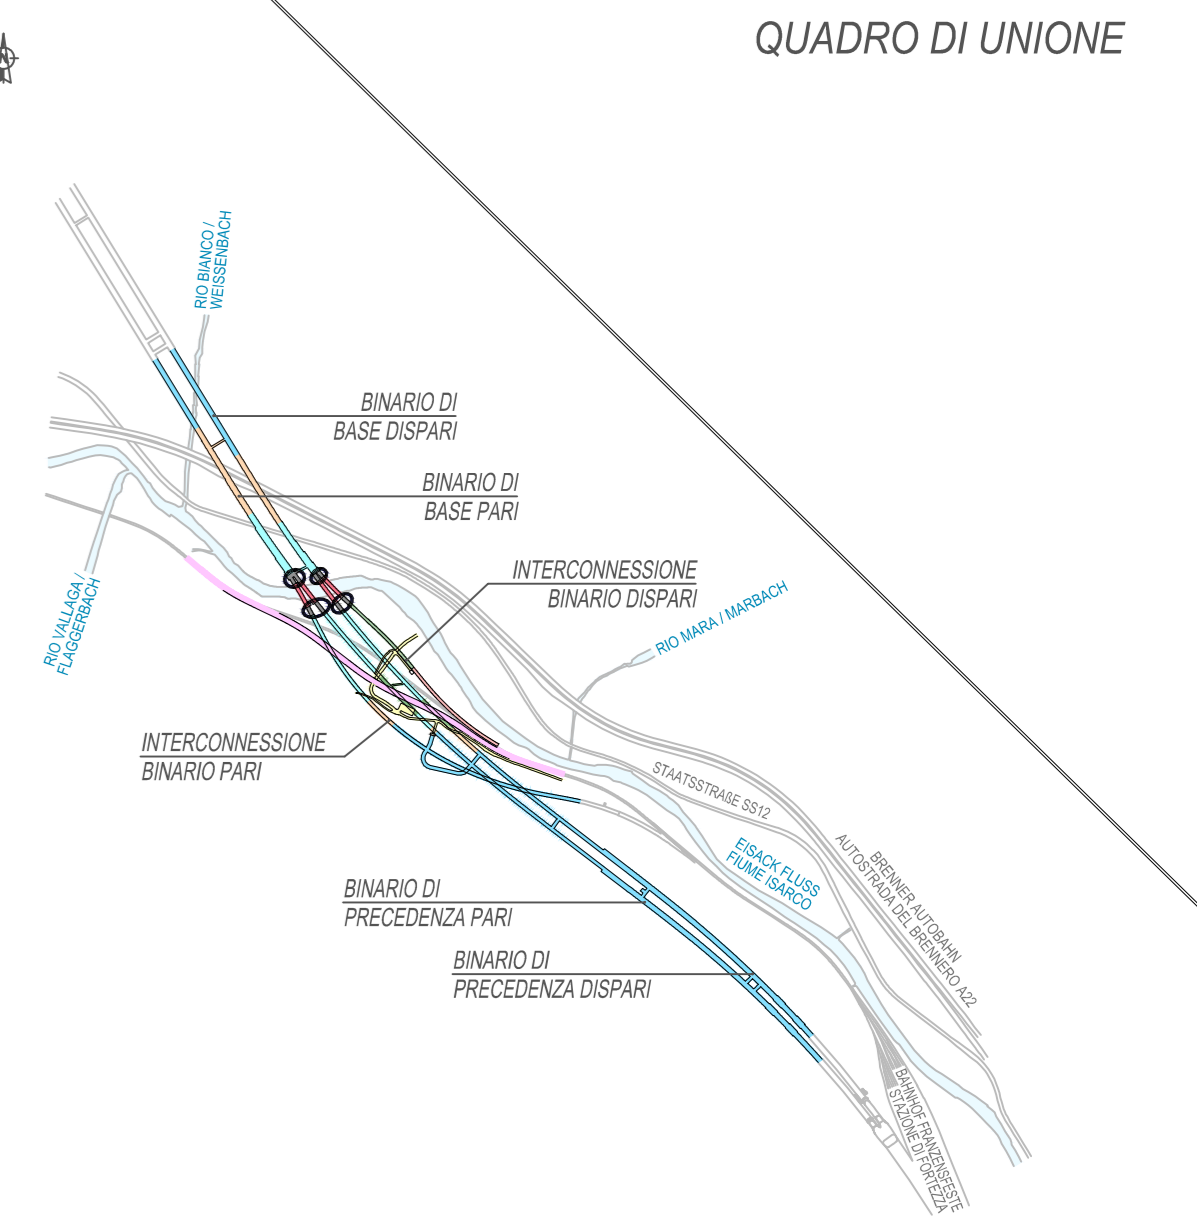 QUADRO DI UNIONE
N
RIO BIANCO /
WEISSENBACH
BINARIO DI
BASE DISPARI
BINARIO DI
BASE PARI
INTERCONNESSIONE
BINARIO DISPARI
RIO VALLAGA /
FLAGGERBACH
RIO MARA / MARBACH
INTERCONNESSIONE
BINARIO PARI
STAATSSTRAßE SS12
EISACK FLUSS
FIUME ISARCO
BRENNER AUTOBAHN
AUTOSTRADA DEL BRENNERO A22
BINARIO DI
PRECEDENZA PARI
BINARIO DI
PRECEDENZA DISPARI
BAHNHOF FRANZENSFESTE
STAZIONE DI FORTEZZA